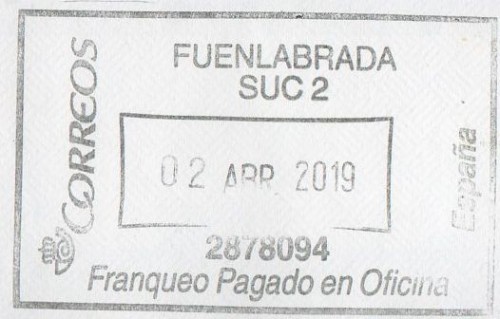 CORREOS
FUENLABRADA
SUC 2
02 ABR. 2019
España
2878094
Franqueo Pagado en Oficina